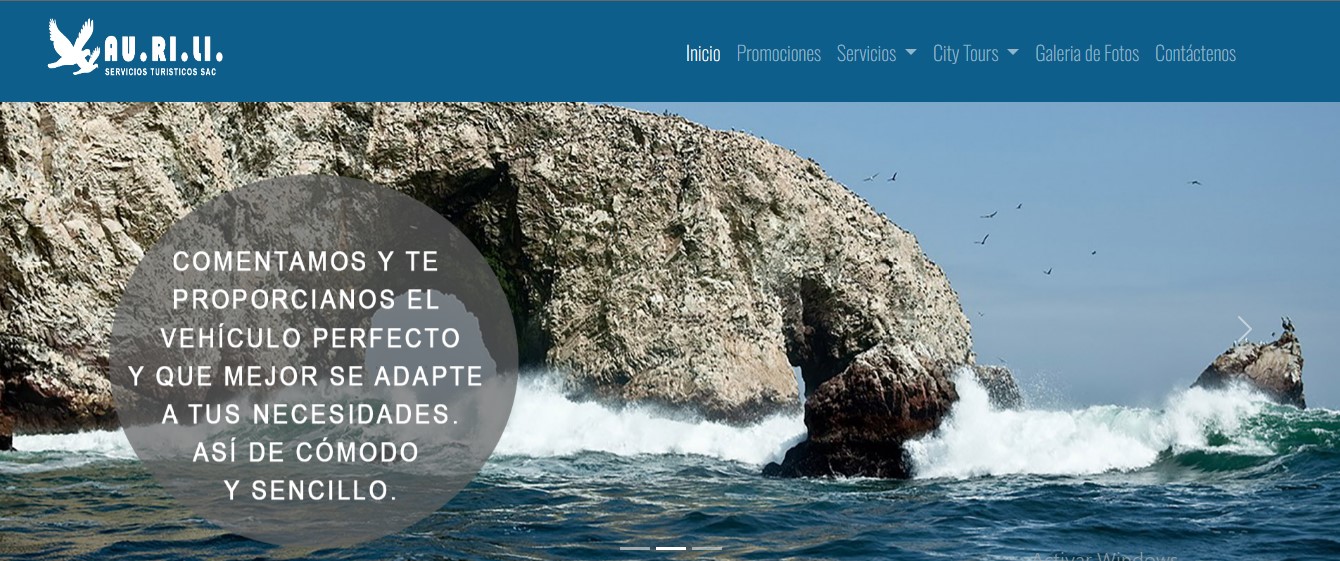 AU.RI.LI.
SERVICIOS TURISTICOS SAC
Inicio Promociones Servicios City Tours Galeria de Fotos Contáctenos
COMENTAMOS Y TE
PROPORCIANOS EL
VEHÍCULO PERFECTO
Y QUE MEJOR SE ADAPTE
A TUS NECESIDADES.
ASÍ DE CÓMODO
Y SENCILLO.
Activar Windows